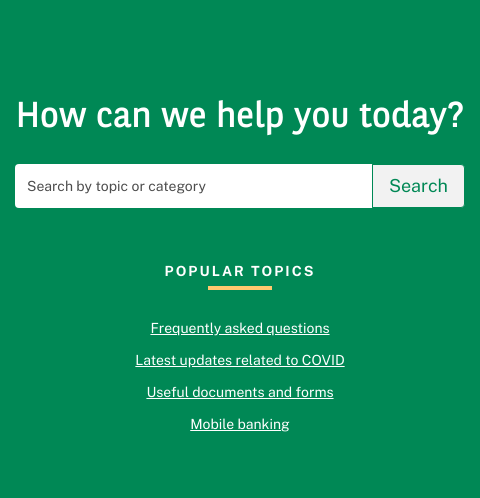 How can we help you today?
Search by topic or category
Search
POPULAR TOPICS
Frequently asked questions
Latest updates related to COVID
Useful documents and forms
Mobile banking